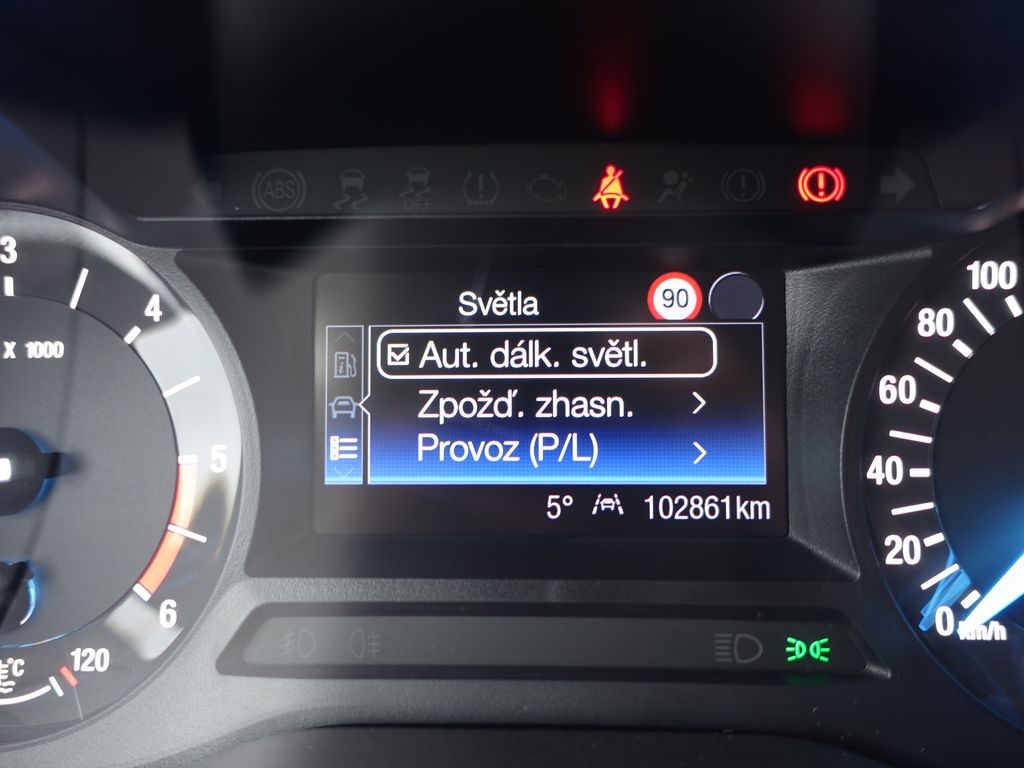 ABS
OFF
3
4
X 1000
5
6
°C
120
Světla
90
Aut. dálk. světl.
Zpožď. zhasn.
Provoz (P/L)
5°
102861km
100
80
60
40
20
0
km/h